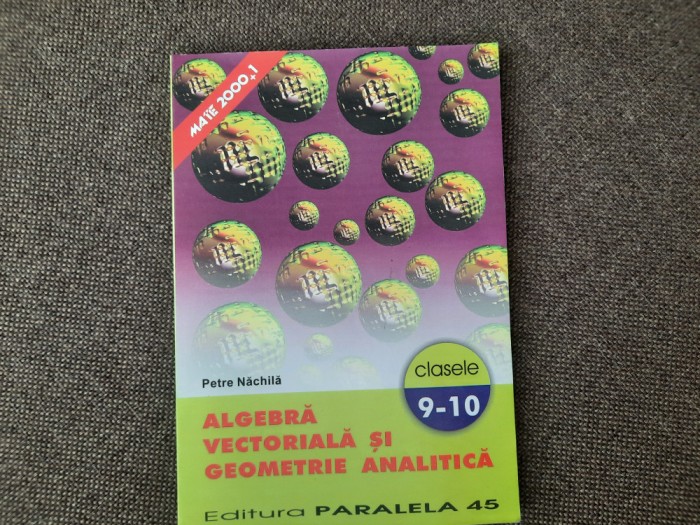 MATE 2000+1
Petre Năchilă
clasele
9-10
ALGEBRĂ
VECTORIALĂ ȘI
GEOMETRIE ANALITICĂ
Editura PARALELA 45